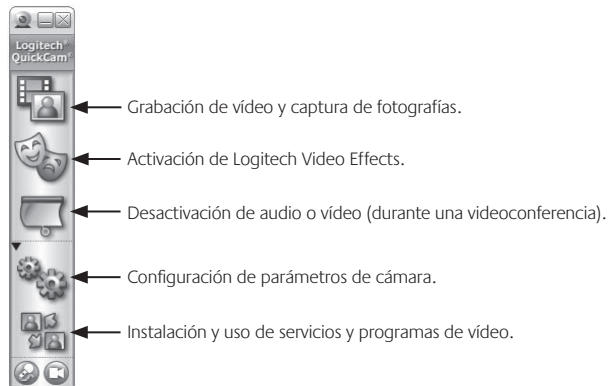 Logitech®
QuickCam®
Grabación de vídeo y captura de fotografías.
Activación de Logitech Video Effects.
Desactivación de audio o vídeo (durante una videoconferencia).
Configuración de parámetros de cámara.
Instalación y uso de servicios y programas de vídeo.